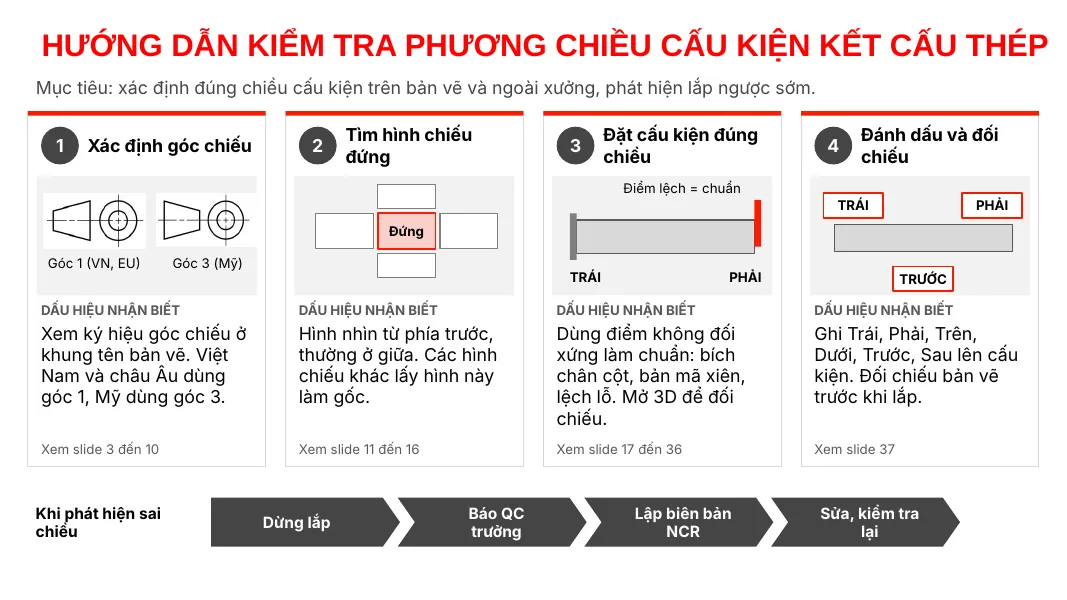 HƯỚNG DẪN KIỂM TRA PHƯƠNG CHIỀU CẤU KIỆN KẾT CẤU THÉP
Mục tiêu: xác định đúng chiều cấu kiện trên bản vẽ và ngoài xưởng, phát hiện lắp ngược sớm.
1
Xác định góc chiếu
Góc 1 (VN, EU)
Góc 3 (Mỹ)
DẤU HIỆU NHẬN BIẾT
Xem ký hiệu góc chiếu ở
khung tên bản vẽ. Việt
Nam và châu Âu dùng
góc 1, Mỹ dùng góc 3.
Xem slide 3 đến 10
2
Tìm hình chiếu
đứng
Đứng
DẤU HIỆU NHẬN BIẾT
Hình nhìn từ phía trước,
thường ở giữa. Các hình
chiếu khác lấy hình này
làm gốc.
Xem slide 11 đến 16
3
Đặt cấu kiện đúng
chiều
Điểm lệch = chuẩn
TRÁI
PHẢI
DẤU HIỆU NHẬN BIẾT
Dùng điểm không đối
xứng làm chuẩn: bích
chân cột, bản mã xiên,
lệch lỗ. Mở 3D để đối
chiếu.
Xem slide 17 đến 36
4
Đánh dấu và đối
chiếu
TRÁI
PHẢI
TRƯỚC
DẤU HIỆU NHẬN BIẾT
Ghi Trái, Phải, Trên,
Dưới, Trước, Sau lên cấu
kiện. Đối chiếu bản vẽ
trước khi lắp.
Xem slide 37
Khi phát hiện sai
chiều
Dừng lắp
Báo QC
trưởng
Lập biên bản
NCR
Sửa, kiểm tra
lại